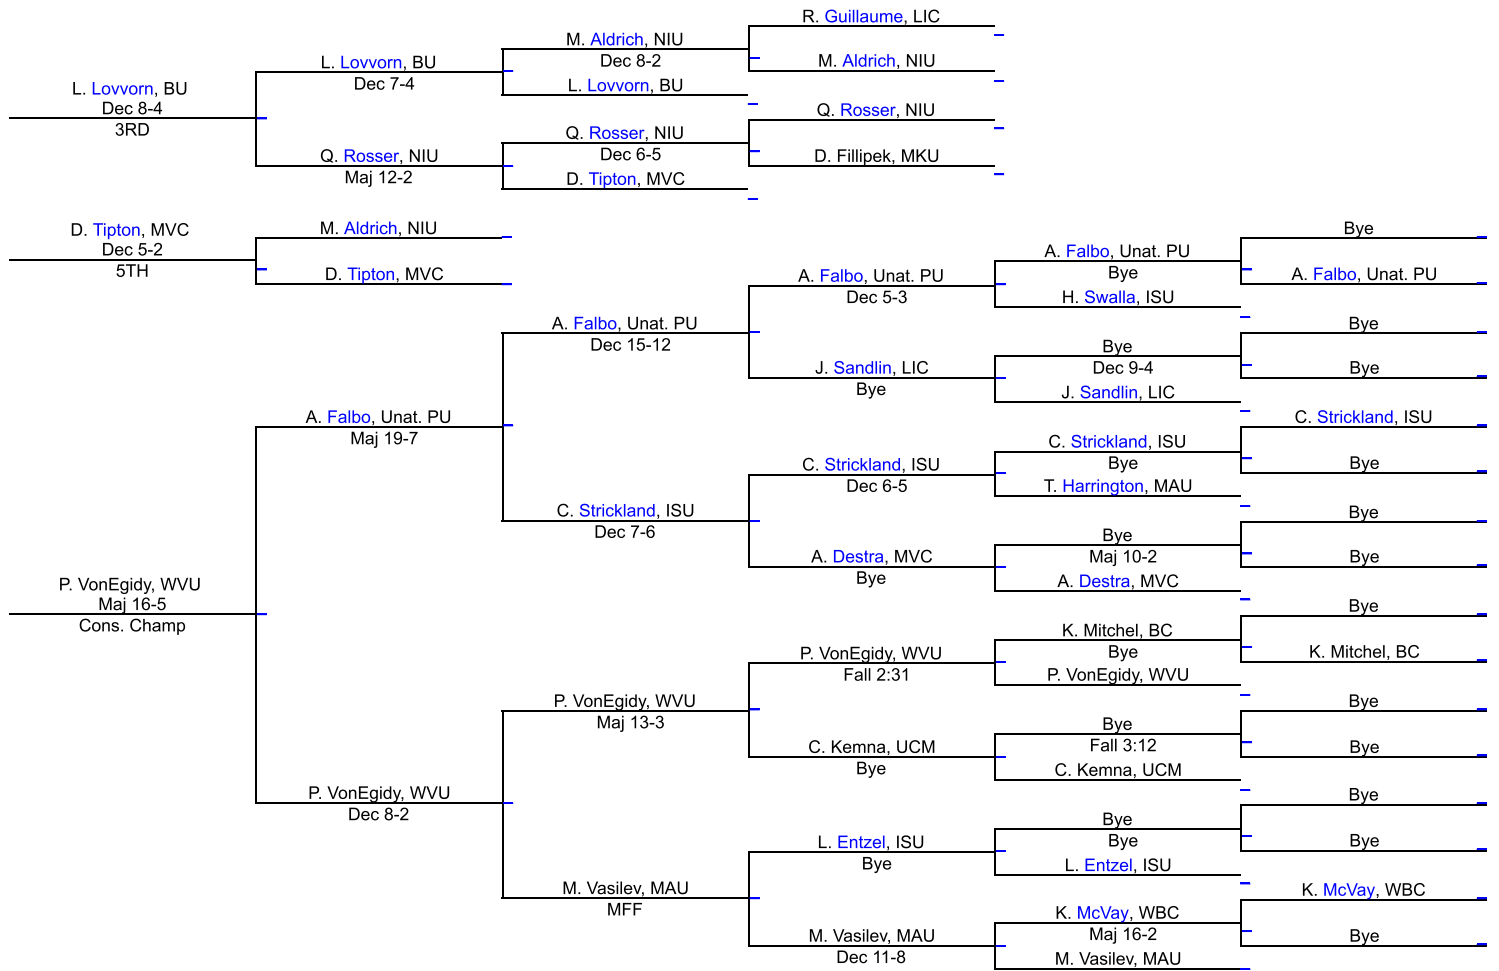 R. Guillaume, LIC
M. Aldrich, NIU
Dec 8-2
L. Lovvorn, BU
Dec 7-4
M. Aldrich, NIU
L. Lovvorn, BU
Dec 8-4
3RD
L. Lovvorn, BU
Q. Rosser, NIU
Q. Rosser, NIU
Dec 6-5
Q. Rosser, NIU
Maj 12-2
D. Fillipek, MKU
D. Tipton, MVC
D. Tipton, MVC
Dec 5-2
5TH
M. Aldrich, NIU
D. Tipton, MVC
Bye
A. Falbo, Unat. PU
Bye
A. Falbo, Unat. PU
A. Falbo, Unat. PU
Dec 5-3
H. Swalla, ISU
A. Falbo, Unat. PU
Dec 15-12
Bye
Bye
Dec 9-4
Bye
J. Sandlin, LIC
Bye
J. Sandlin, LIC
A. Falbo, Unat. PU
Maj 19-7
C. Strickland, ISU
C. Strickland, ISU
Bye
Bye
C. Strickland, ISU
Dec 6-5
T. Harrington, MAU
C. Strickland, ISU
Dec 7-6
Bye
Bye
Maj 10-2
Bye
A. Destra, MVC
Bye
A. Destra, MVC
P. VonEgidy, WVU
Maj 16-5
Cons. Champ
Bye
K. Mitchel, BC
Bye
K. Mitchel, BC
P. VonEgidy, WVU
Fall 2:31
P. VonEgidy, WVU
P. VonEgidy, WVU
Maj 13-3
Bye
Bye
Fall 3:12
Bye
C. Kemna, UCM
Bye
C. Kemna, UCM
P. VonEgidy, WVU
Dec 8-2
Bye
Bye
Bye
Bye
L. Entzel, ISU
Bye
L. Entzel, ISU
M. Vasilev, MAU
MFF
K. McVay, WBC
K. McVay, WBC
Maj 16-2
Bye
M. Vasilev, MAU
Dec 11-8
M. Vasilev, MAU